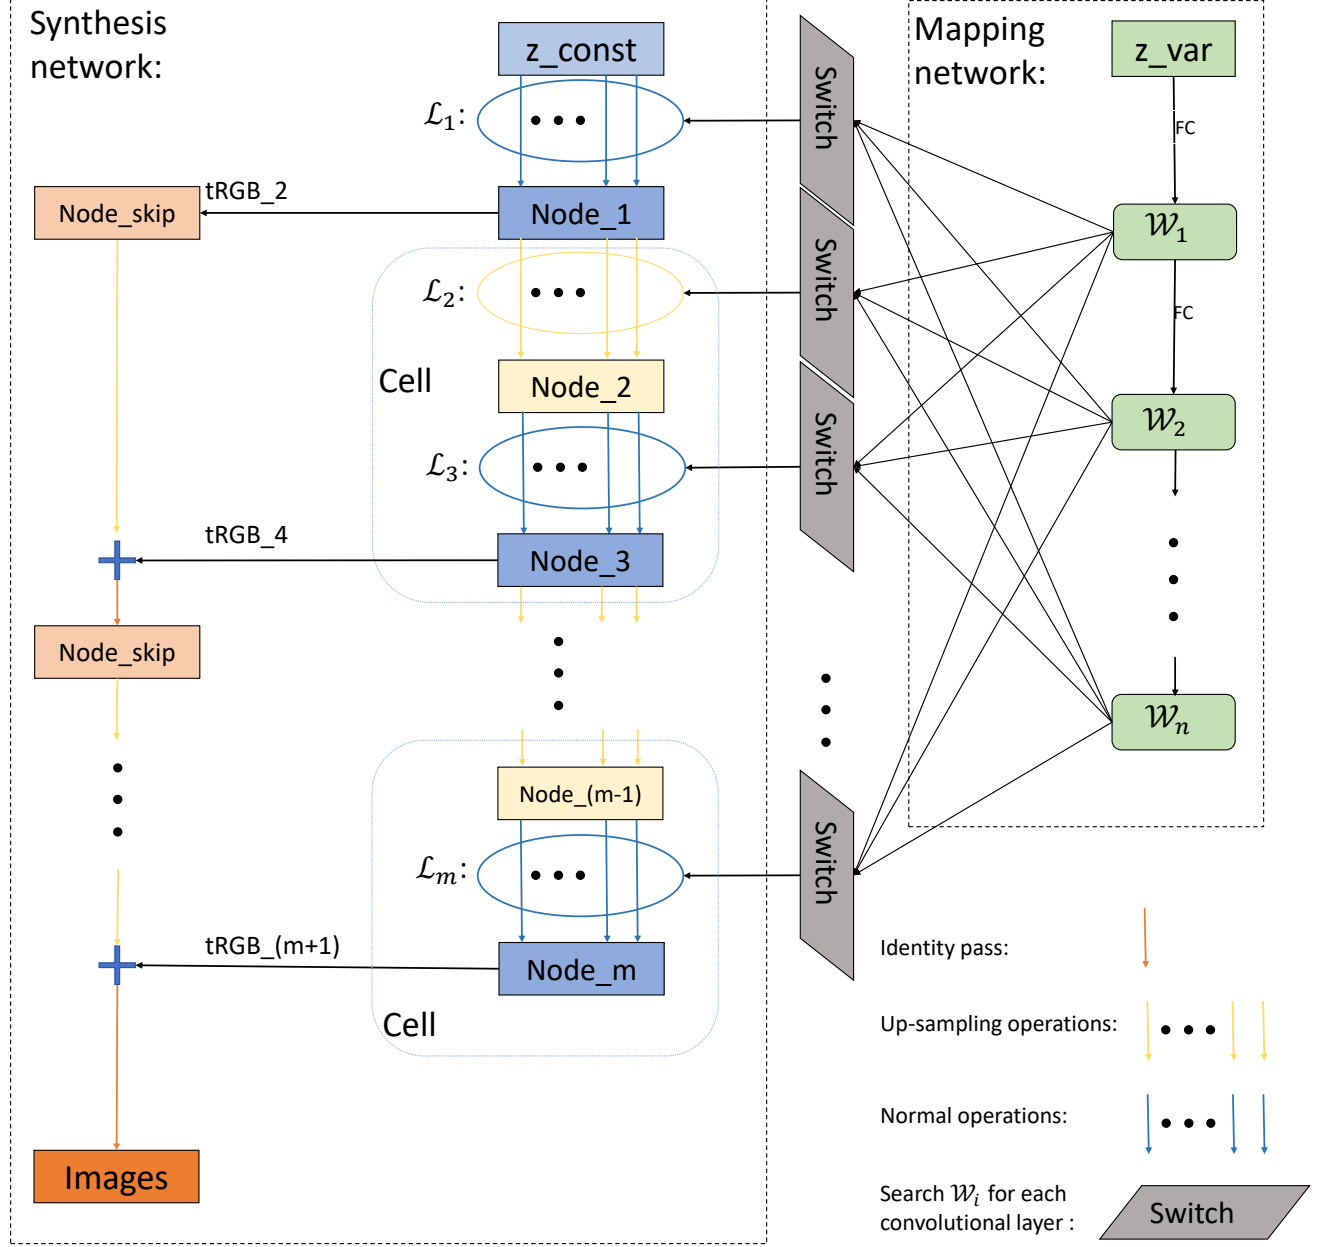 Synthesis
network:
z_const
ℒ₁:
Switch
Mapping
network:
z_var
FC
tRGB_2
Node_skip
Node_1
𝒲₁
ℒ₂:
Switch
FC
Cell
Node_2
𝒲₂
ℒ₃:
Switch
tRGB_4
Node_3
Node_skip
𝒲ₙ
Node_(m-1)
ℒₘ:
Switch
tRGB_(m+1)
Node_m
Cell
Images
Identity pass:
Up-sampling operations:
Normal operations:
Search 𝒲ᵢ for each
convolutional layer :
Switch